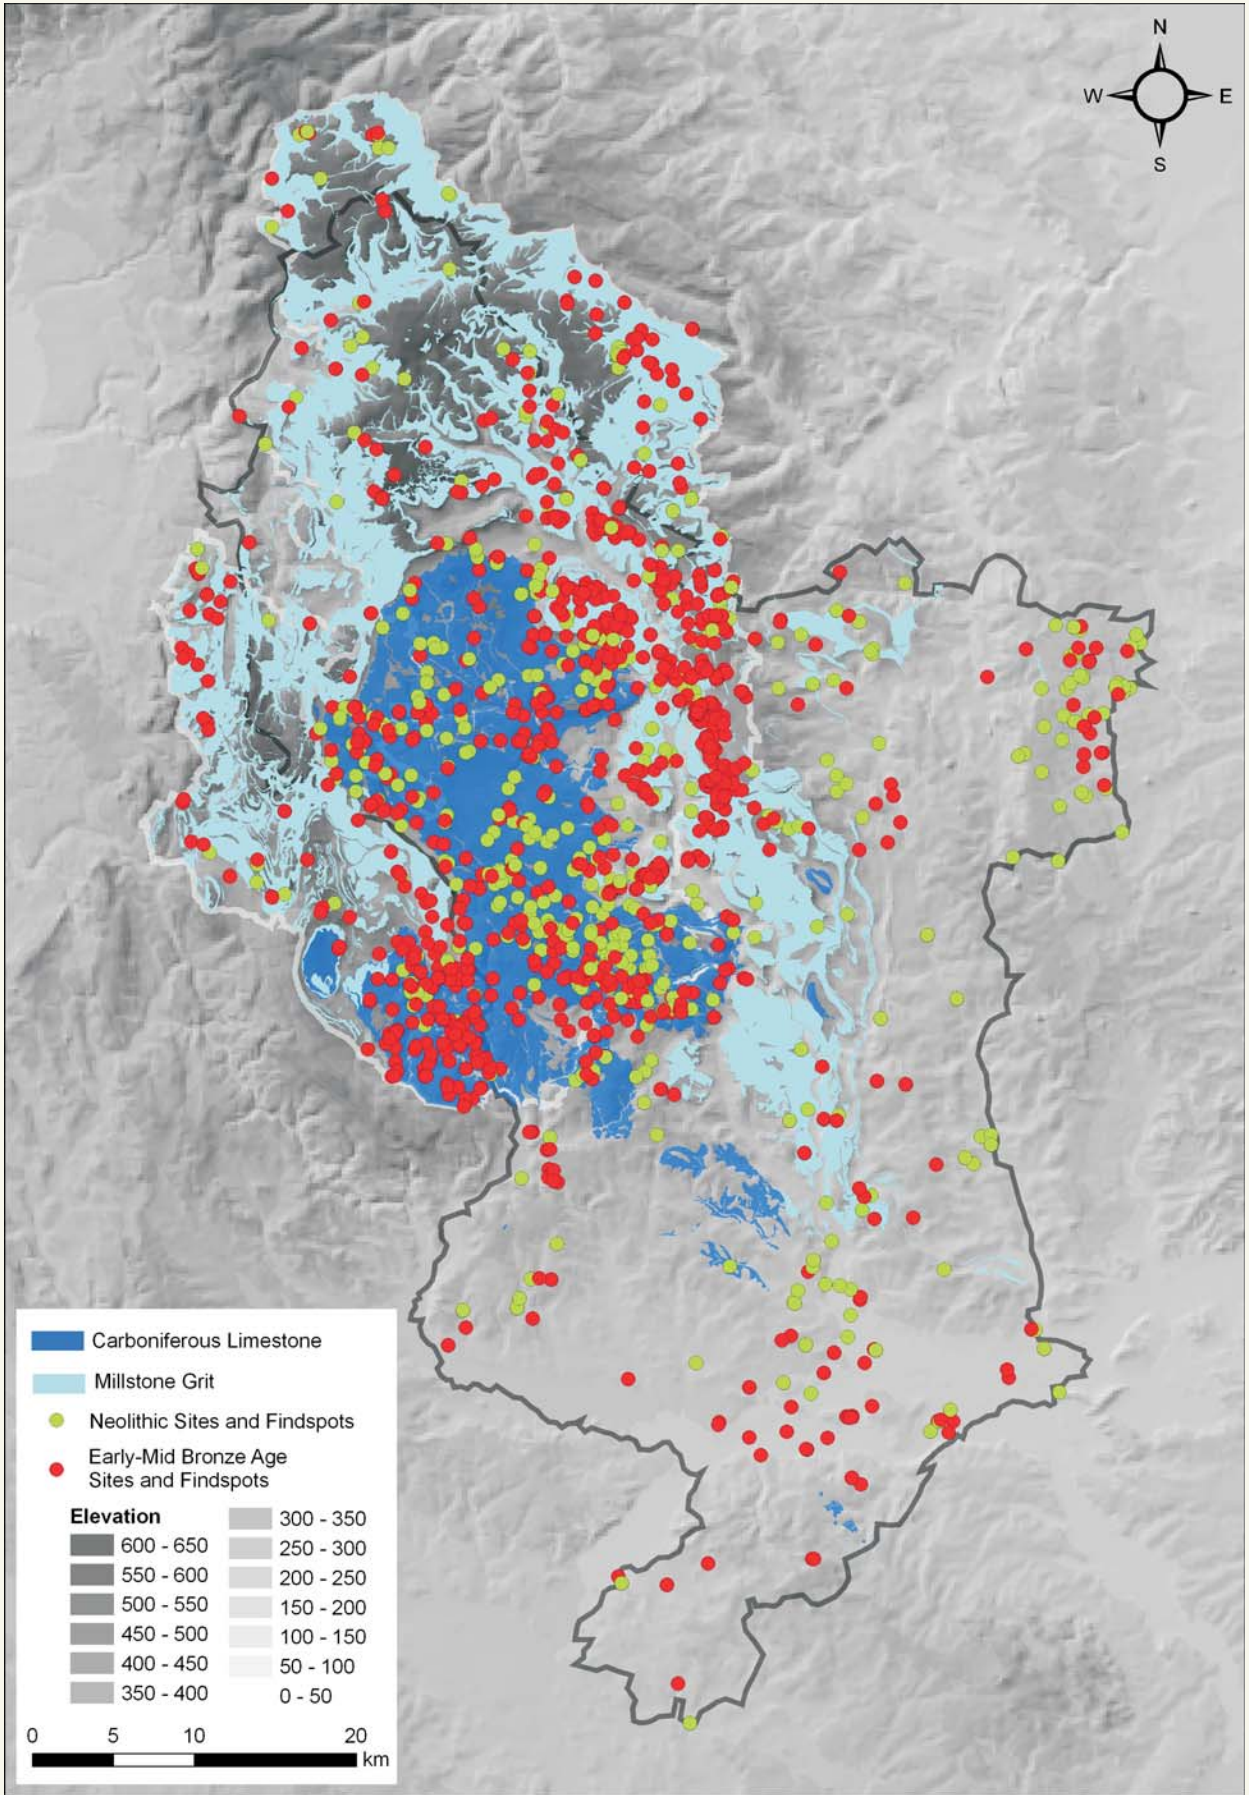 N
W E
S
Carboniferous Limestone
Millstone Grit
Neolithic Sites and Findspots
Early-Mid Bronze Age
Sites and Findspots
Elevation
600 - 650
550 - 600
500 - 550
450 - 500
400 - 450
350 - 400
300 - 350
250 - 300
200 - 250
150 - 200
100 - 150
50 - 100
0 - 50
0 5 10 20
km